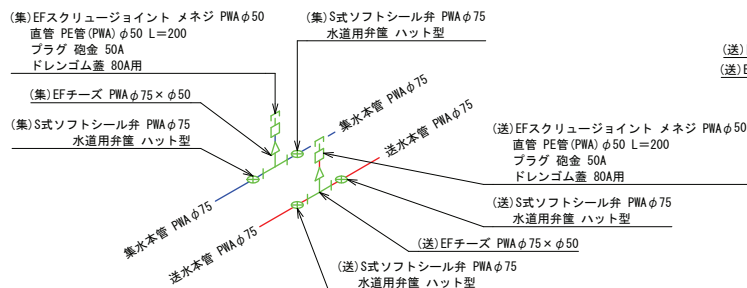 (集)EFスクリュージョイント メネジ PWAφ50
直管 PE管(PWA)φ50 L=200
プラグ 砲金 50A
ドレンゴム蓋 80A用
(集)EFチーズ PWAφ75×φ50
(集)S式ソフトシール弁 PWAφ75
水道用弁筐 ハット型
(集)S式ソフトシール弁 PWAφ75
水道用弁筐 ハット型
集水本管 PWAφ75
送水本管 PWAφ75
集水本管 PWAφ75
送水本管 PWAφ75
(送)
(送)E
(送)EFスクリュージョイント メネジ PWAφ50
直管 PE管(PWA)φ50 L=200
プラグ 砲金 50A
ドレンゴム蓋 80A用
(送)S式ソフトシール弁 PWAφ75
水道用弁筐 ハット型
(送)EFチーズ PWAφ75×φ50
(送)S式ソフトシール弁 PWAφ75
水道用弁筐 ハット型